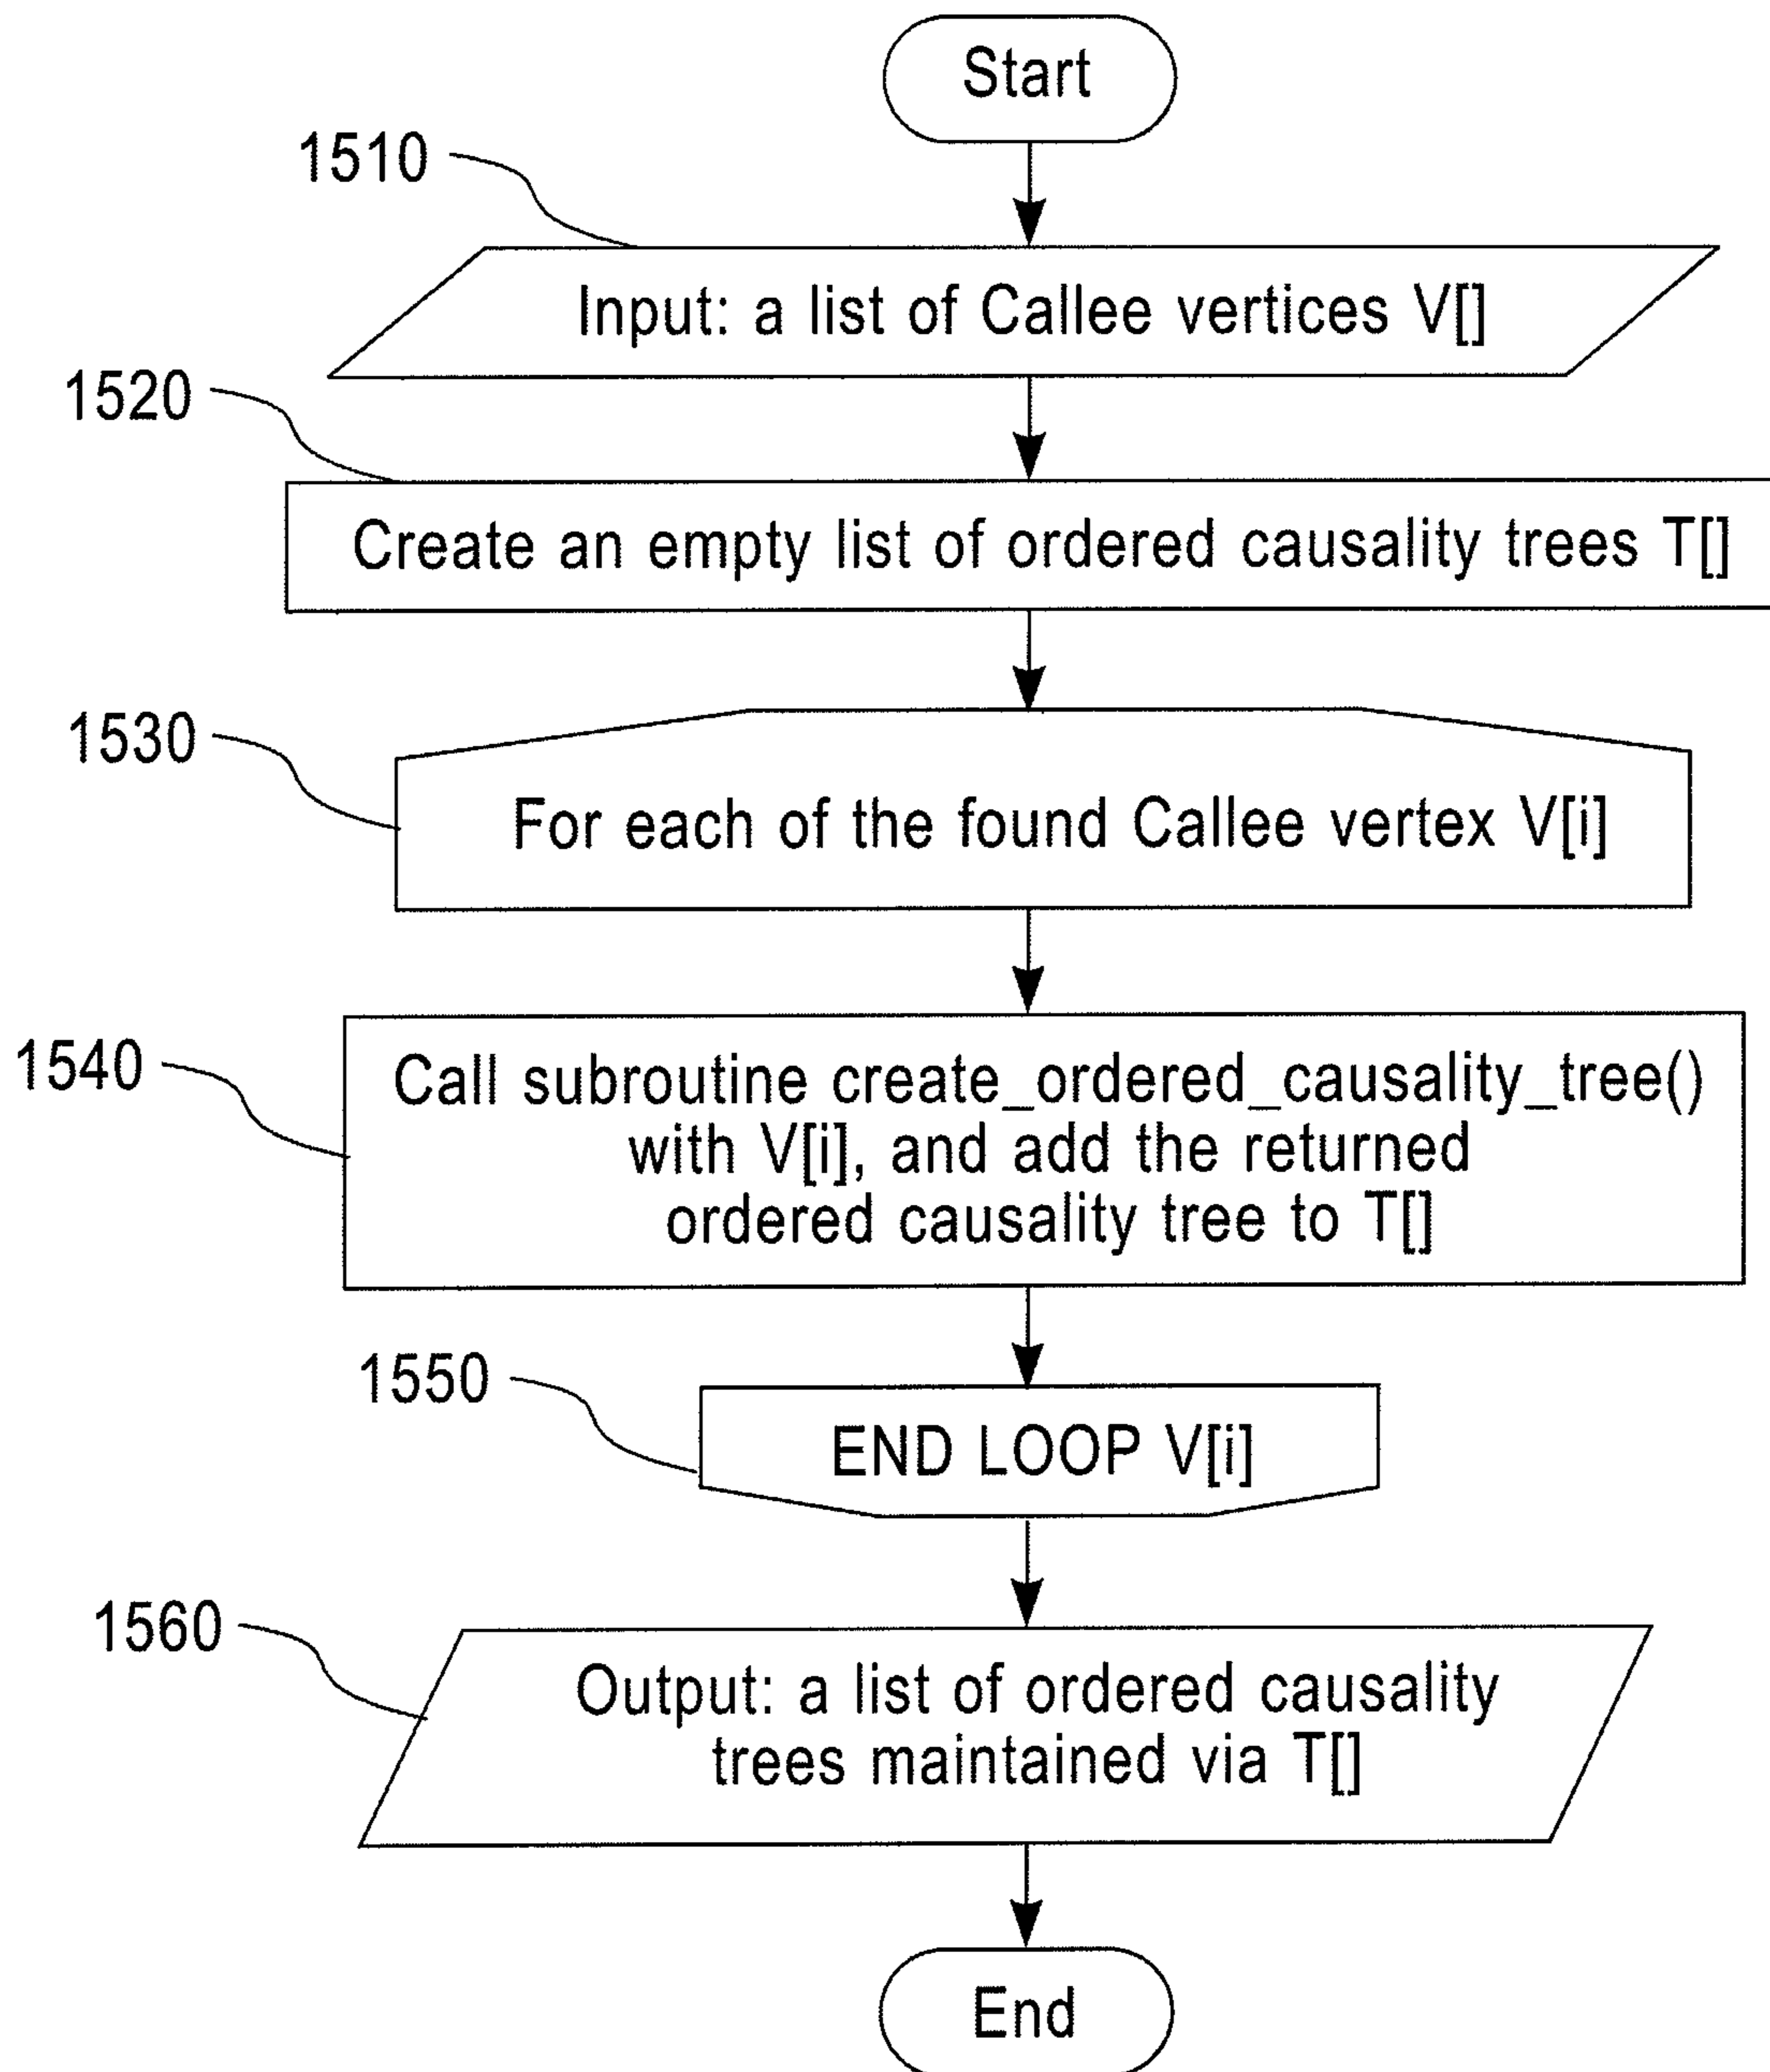 Start
1510
Input: a list of Callee vertices V[]
1520
Create an empty list of ordered causality trees T[]
1530
For each of the found Callee vertex V[i]
1540
Call subroutine create_ordered_causality_tree()
with V[i], and add the returned
ordered causality tree to T[]
1550
END LOOP V[i]
1560
Output: a list of ordered causality
trees maintained via T[]
End